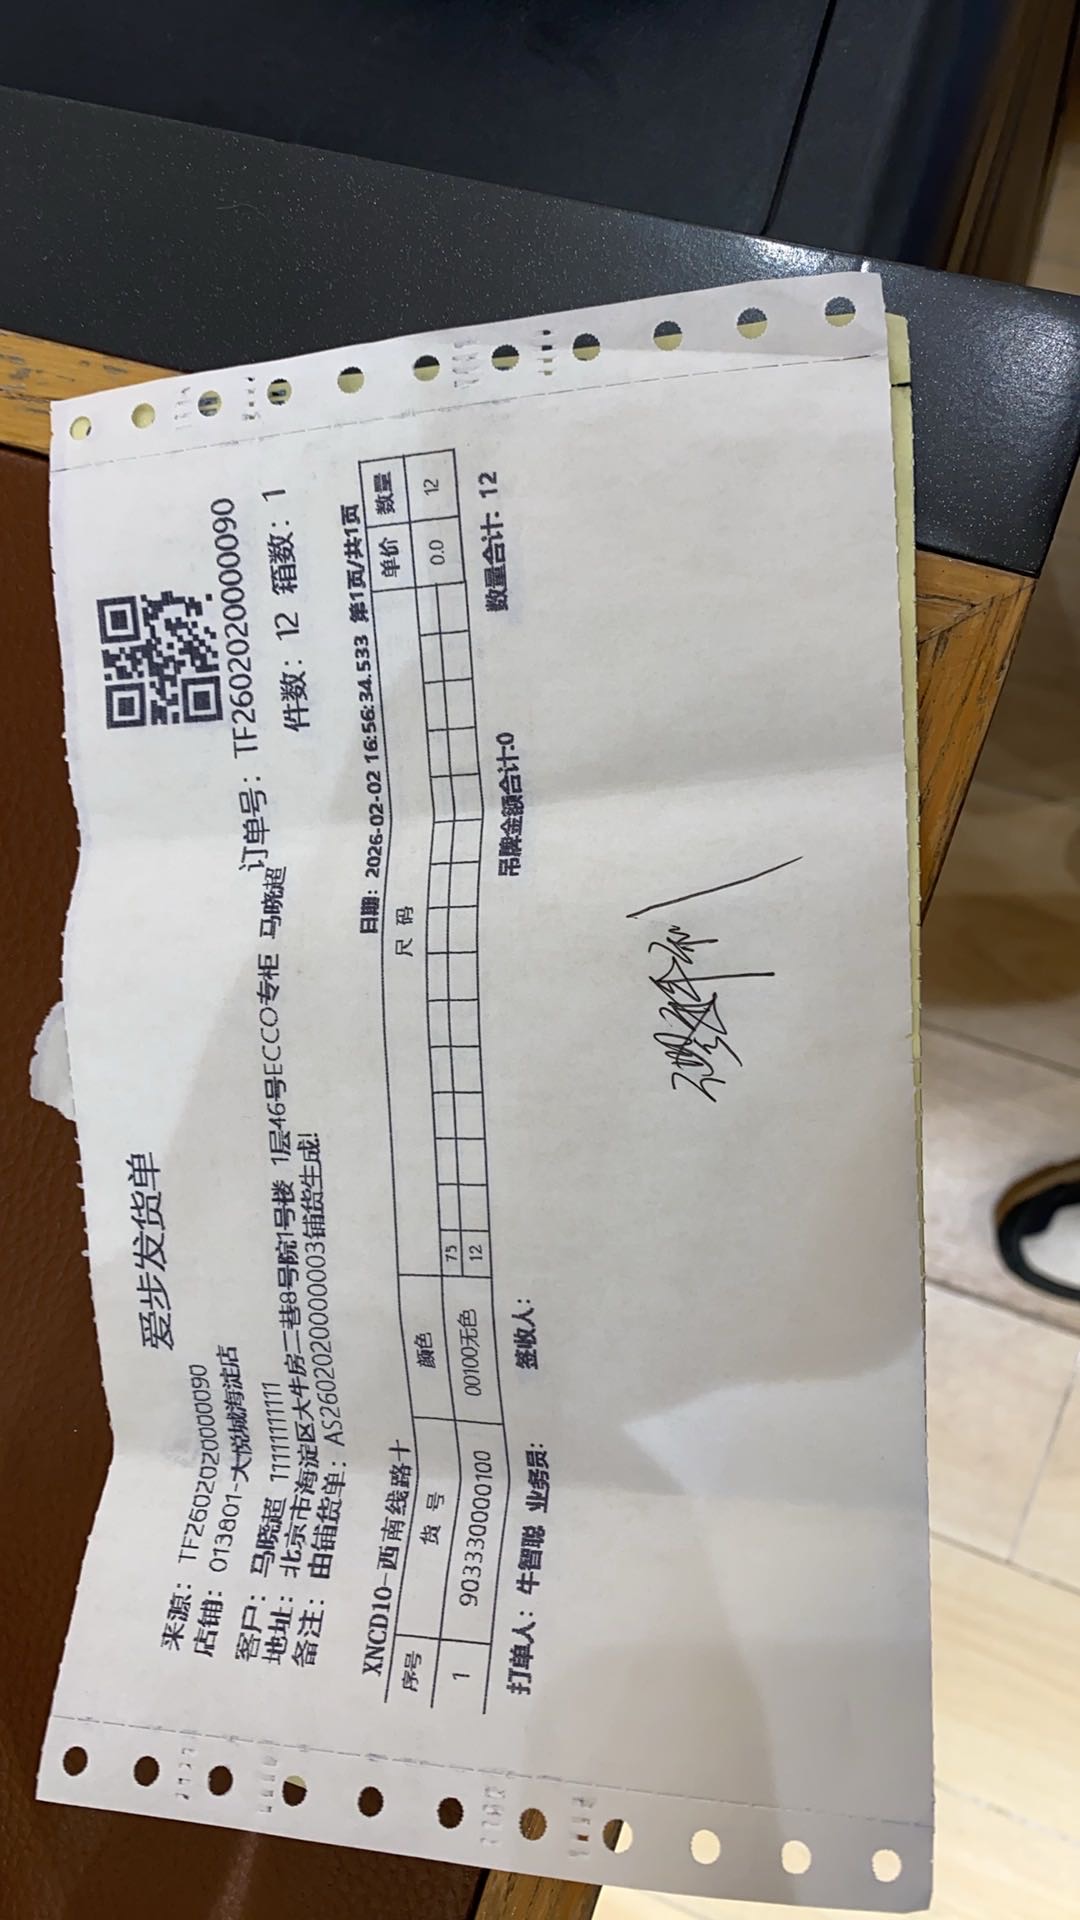 爱步发货单
来源：TF260202000090
订单号：TF260202000090
店铺：013801-大悦城海淀店
件数：12 箱数：1
客户：马晓超 11111111111
地址：北京市海淀区大牛房二巷8号院1号楼 1层46号ECCO专柜 马晓超
备注：由铺货单：AS260202000003铺货生成!
XNCD10-西南线路十
日期：2026-02-02 16:56:34.533 第1页/共1页
序号 货号 颜色 尺码 单价 数量
75
1 9033300000100 00100无色 12 0.0 12
打单人：牛智聪 业务员： 签收人： 吊牌金额合计:0 数量合计：12